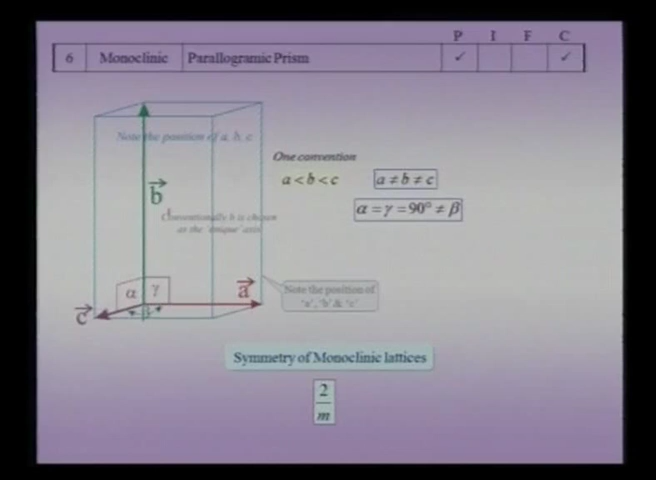 P I F C
6 Monoclinic Parallogramic Prism ✓ ✓
Note the position of a, b, c
One convention
a < b < c
a ≠ b ≠ c
α = γ = 90° ≠ β
b
Conventionally b is chosen
as the 'unique' axis
α γ
a
β
c
Note the position of
'a', 'b' & 'c'
Symmetry of Monoclinic lattices
2
m